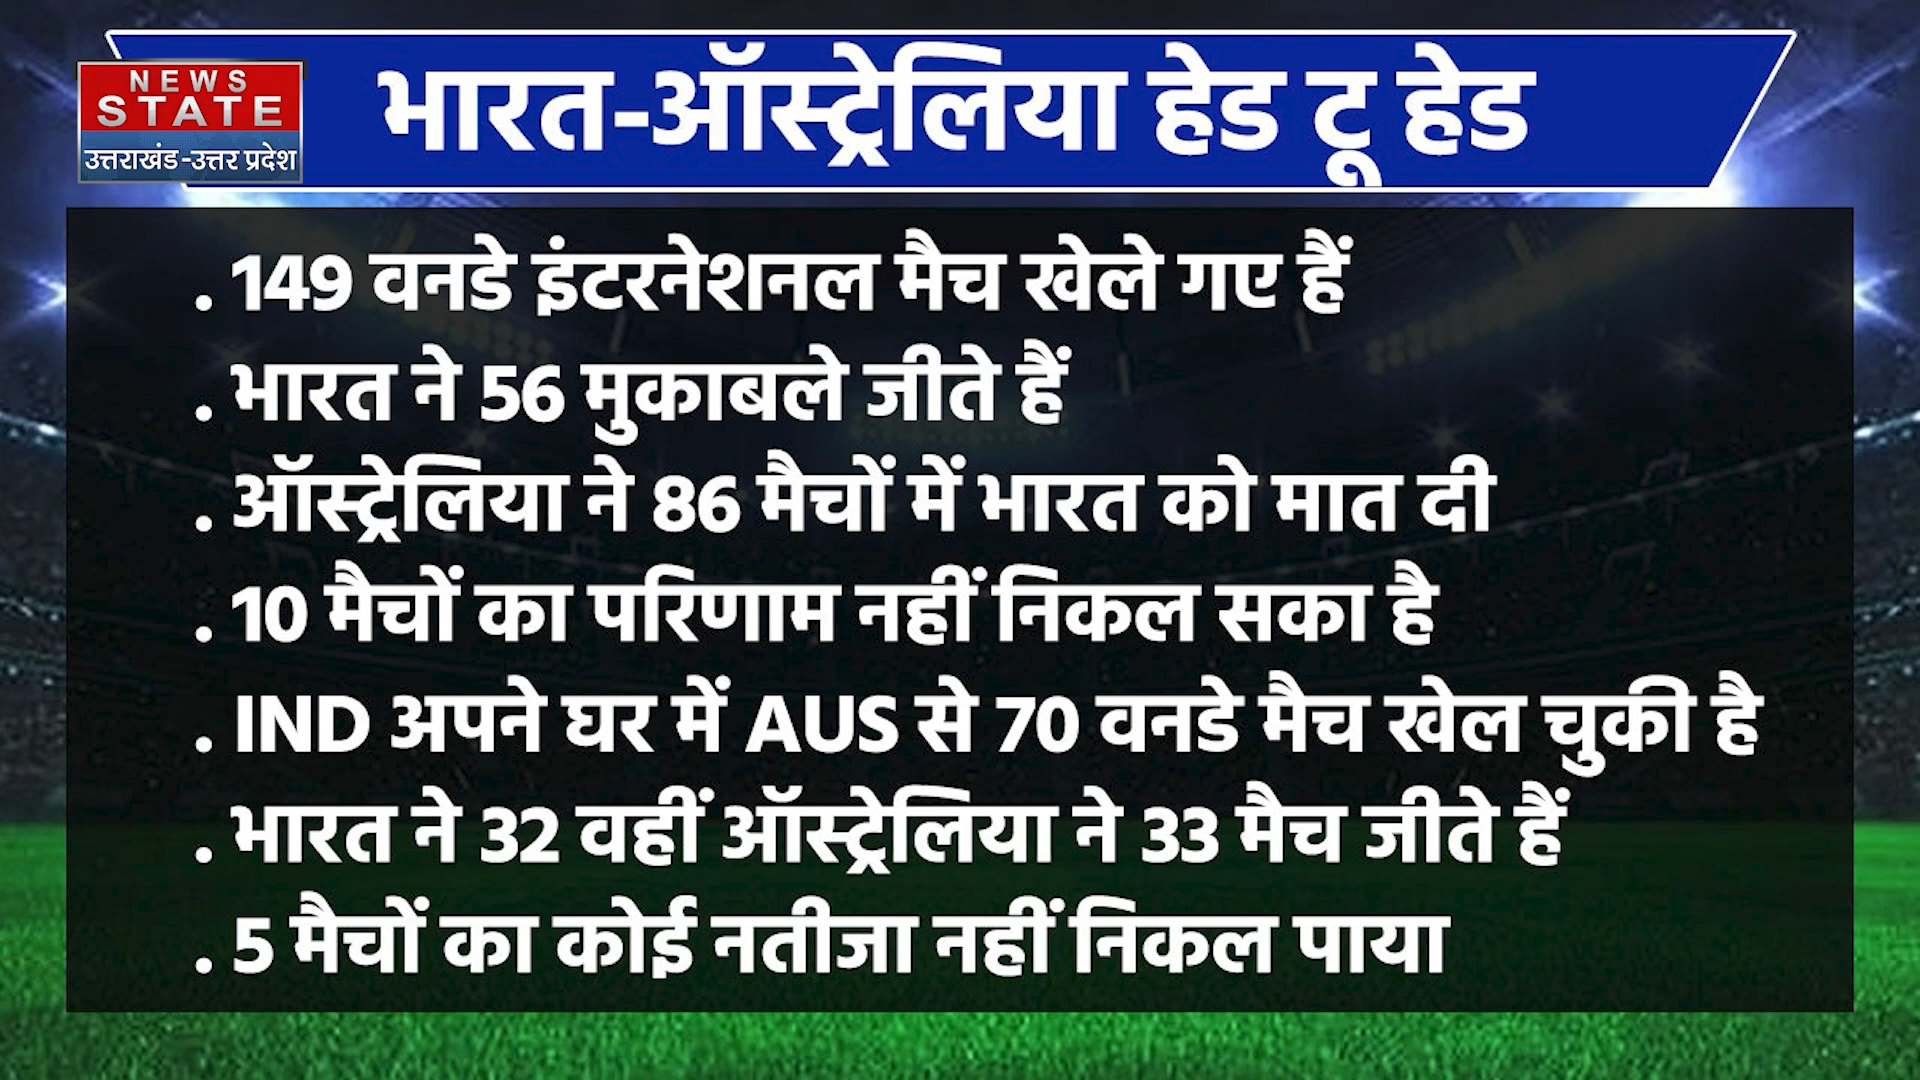 NEWS
STATE
उत्तराखंड-उत्तर प्रदेश
भारत-ऑस्ट्रेलिया हेड टू हेड
. 149 वनडे इंटरनेशनल मैच खेले गए हैं
. भारत ने 56 मुकाबले जीते हैं
. ऑस्ट्रेलिया ने 86 मैचों में भारत को मात दी
. 10 मैचों का परिणाम नहीं निकल सका है
. IND अपने घर में AUS से 70 वनडे मैच खेल चुकी है
. भारत ने 32 वहीं ऑस्ट्रेलिया ने 33 मैच जीते हैं
. 5 मैचों का कोई नतीजा नहीं निकल पाया